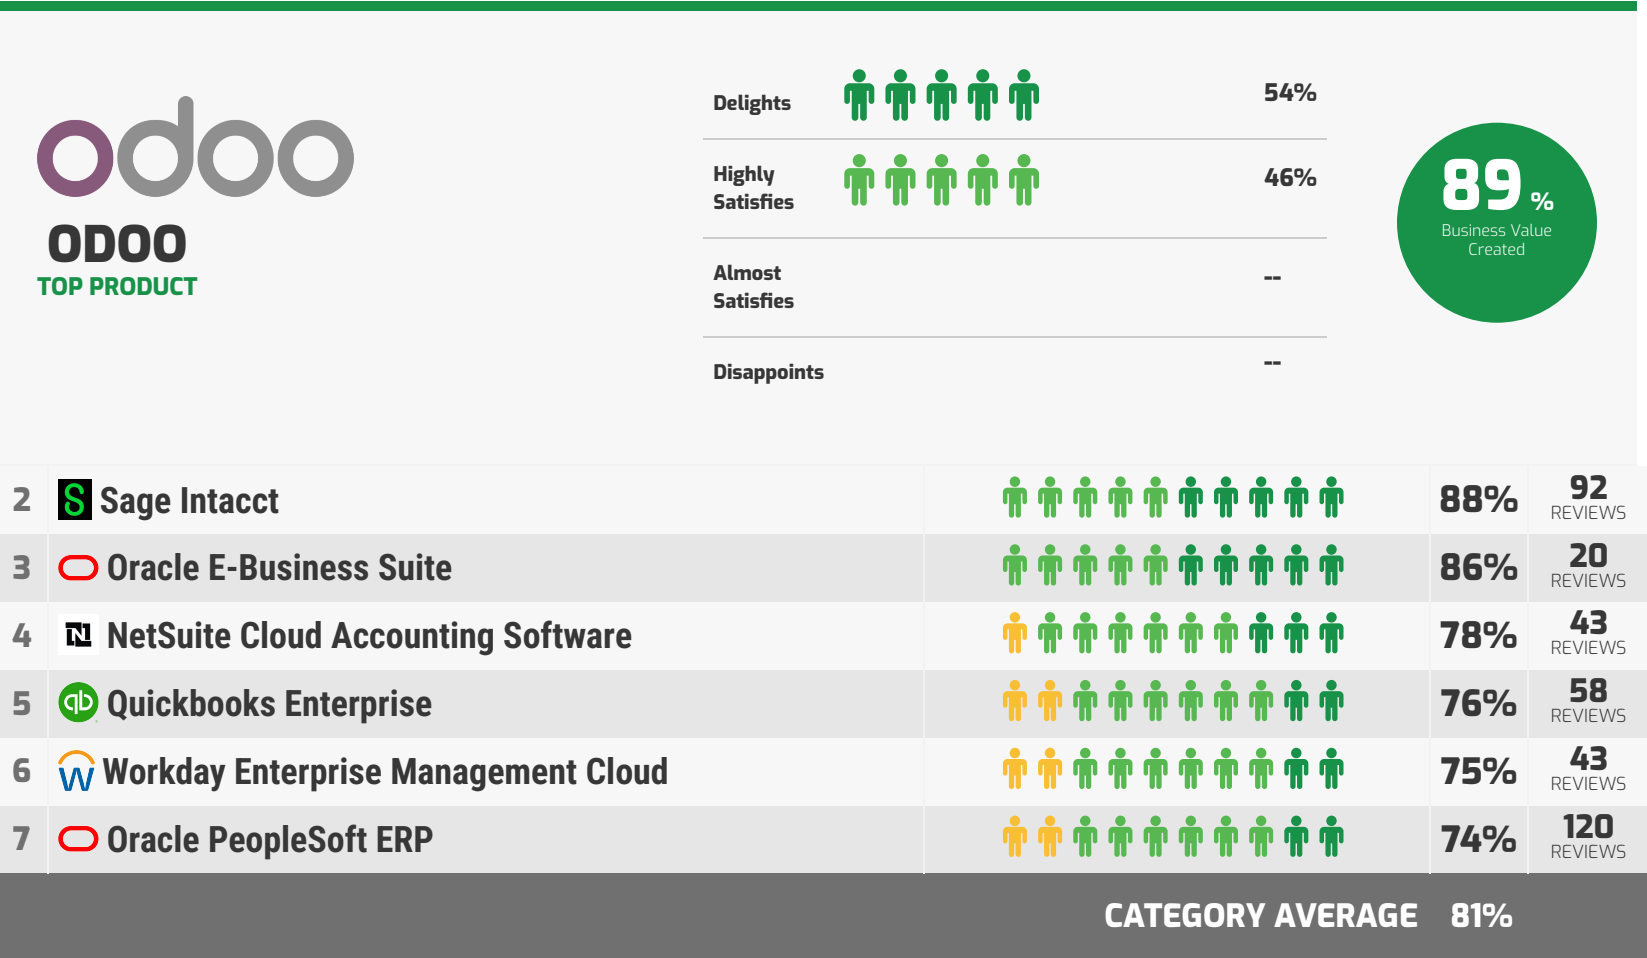 odoo
ODOO
TOP PRODUCT
Delights 54%
Highly
Satisfies 46%
Almost
Satisfies --
Disappoints --
89 %
Business Value
Created
2 S Sage Intacct 88% 92 REVIEWS
3 Oracle E-Business Suite 86% 20 REVIEWS
4 N NetSuite Cloud Accounting Software 78% 43 REVIEWS
5 qb Quickbooks Enterprise 76% 58 REVIEWS
6 W Workday Enterprise Management Cloud 75% 43 REVIEWS
7 Oracle PeopleSoft ERP 74% 120 REVIEWS
CATEGORY AVERAGE 81%